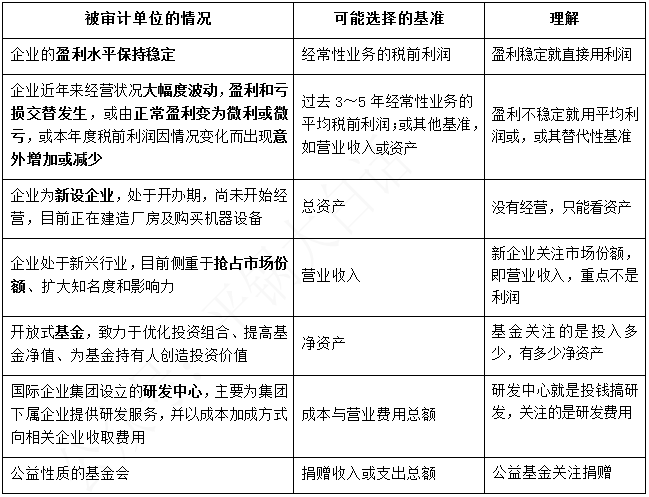 被审计单位的情况
可能选择的基准
理解
企业的盈利水平保持稳定
经常性业务的税前利润
盈利稳定就直接用利润
企业近年来经营状况大幅度波动，盈利和亏
损交替发生，或由正常盈利变为微利或微
亏，或本年度税前利润因情况变化而出现意
外增加或减少
过去3～5年经常性业务的
平均税前利润；或其他基准，
如营业收入或资产
盈利不稳定就用平均利
润或，或其替代性基准
企业为新设企业，处于开办期，尚未开始经
营，目前正在建造厂房及购买机器设备
总资产
没有经营，只能看资产
企业处于新兴行业，目前侧重于抢占市场份
额、扩大知名度和影响力
营业收入
新企业关注市场份额，
即营业收入，重点不是
利润
开放式基金，致力于优化投资组合、提高基
金净值、为基金持有人创造投资价值
净资产
基金关注的是投入多
少，有多少净资产
国际企业集团设立的研发中心，主要为集团
下属企业提供研发服务，并以成本加成方式
向相关企业收取费用
成本与营业费用总额
研发中心就是投钱搞研
发，关注的是研发费用
公益性质的基金会
捐赠收入或支出总额
公益基金关注捐赠